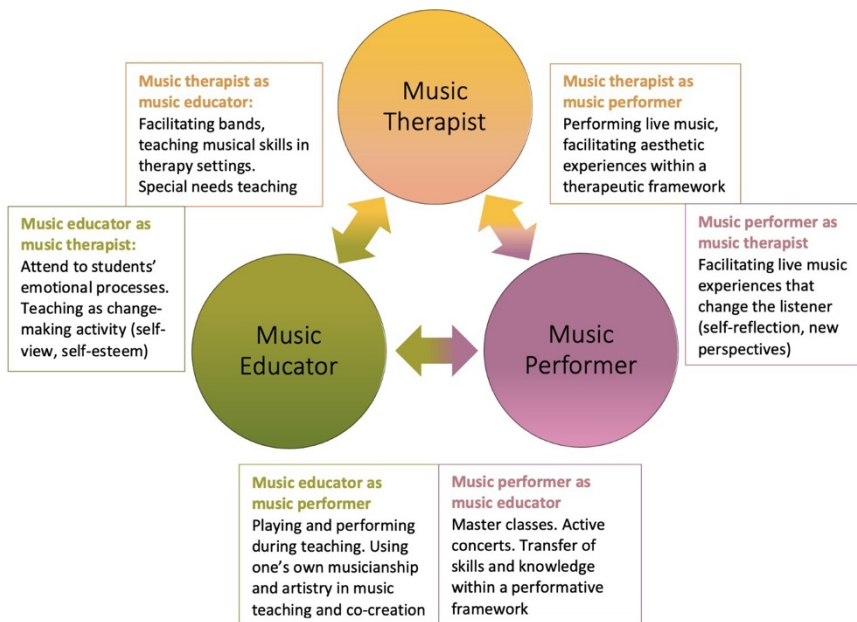 Music
Therapist
Music therapist as
music educator:
Facilitating bands,
teaching musical skills in
therapy settings.
Special needs teaching
Music therapist as
music performer
Performing live music,
facilitating aesthetic
experiences within a
therapeutic framework
Music educator as
music therapist:
Attend to students’
emotional processes.
Teaching as change-
making activity (self-
view, self-esteem)
Music performer as
music therapist
Facilitating live music
experiences that
change the listener
(self-reflection, new
perspectives)
Music
Educator
Music
Performer
Music educator as
music performer
Playing and performing
during teaching. Using
one’s own musicianship
and artistry in music
teaching and co-creation
Music performer as
music educator
Master classes. Active
concerts. Transfer of
skills and knowledge
within a performative
framework